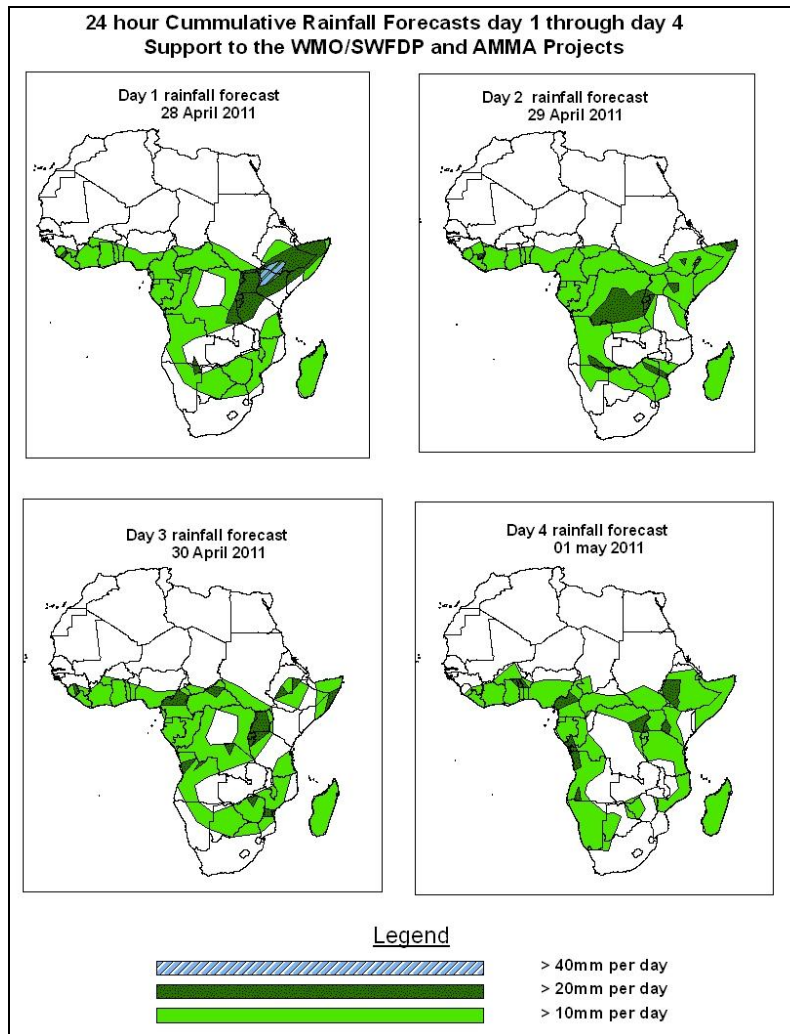 24 hour Cummulative Rainfall Forecasts day 1 through day 4
Support to the WMO/SWFDP and AMMA Projects
Day 1 rainfall forecast
28 April 2011
Day 2 rainfall forecast
29 April 2011
Day 3 rainfall forecast
30 April 2011
Day 4 rainfall forecast
01 may 2011
Legend
> 40mm per day
> 20mm per day
> 10mm per day